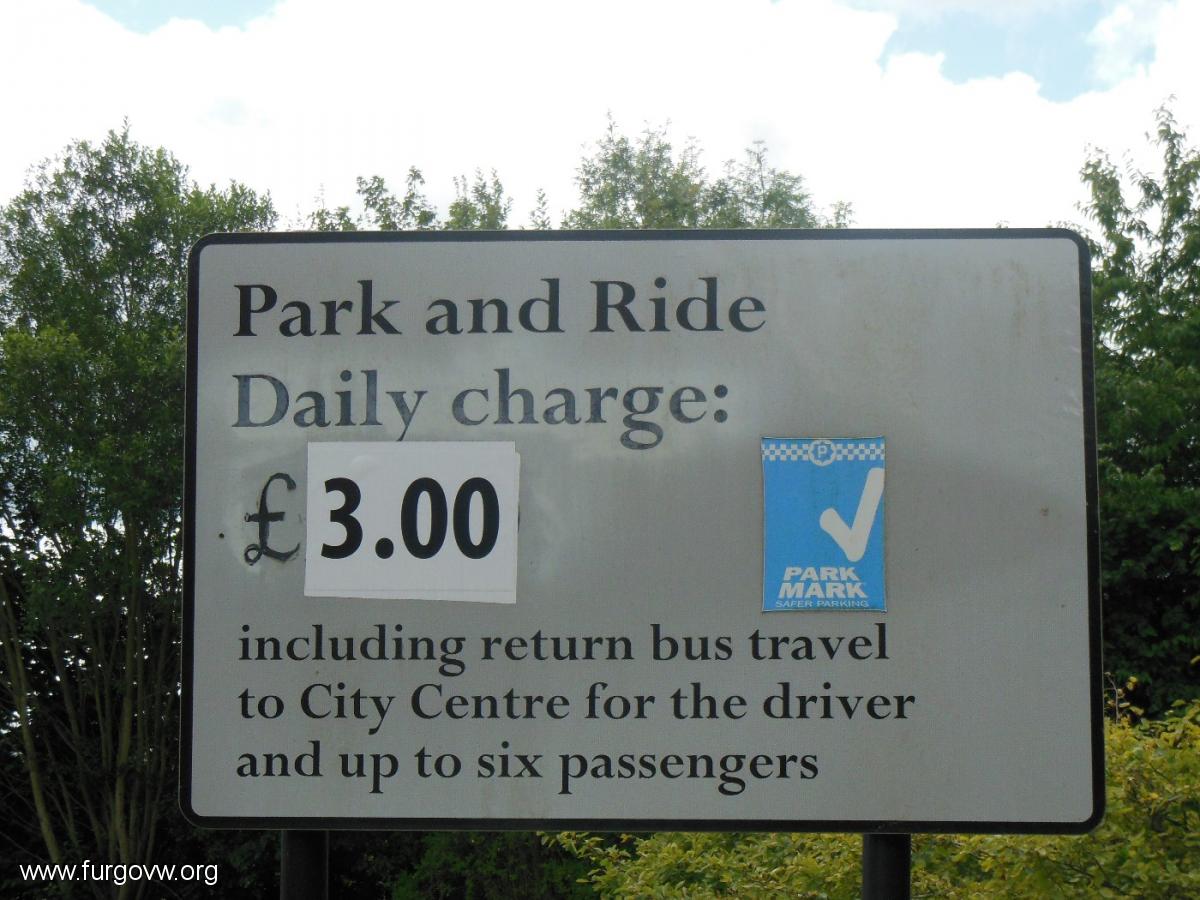 Park and Ride
Daily charge:
£3.00
P
PARK
MARK
SAFER PARKING
including return bus travel
to City Centre for the driver
and up to six passengers
www.furgovw.org